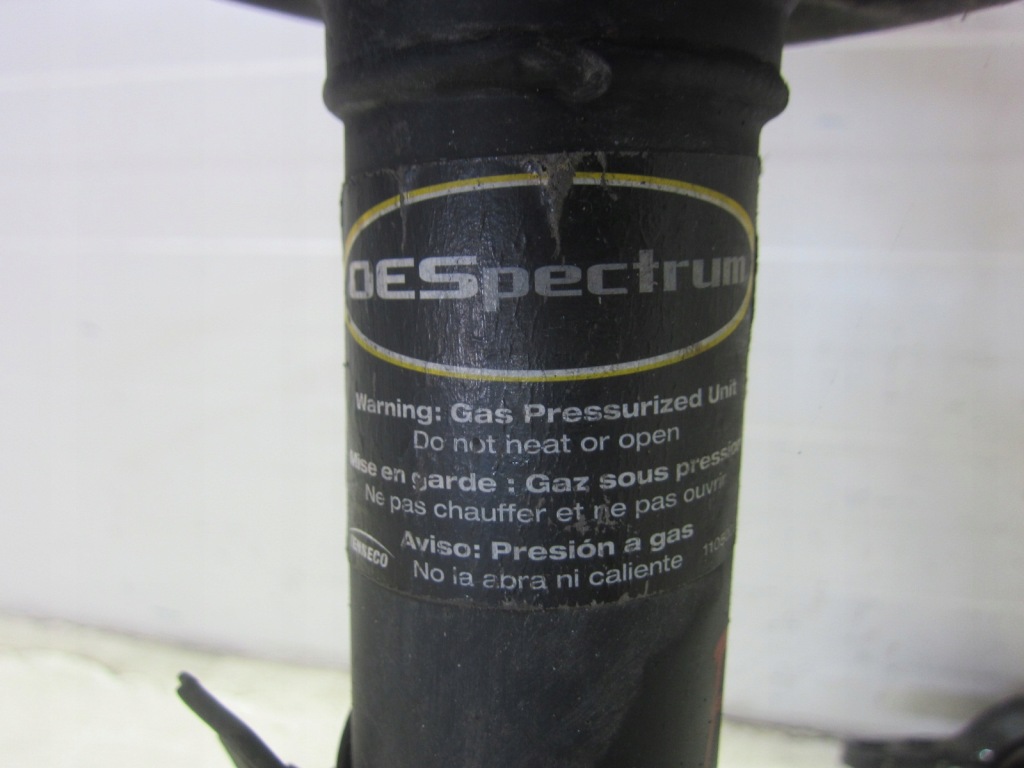 OESpectrum
Warning: Gas Pressurized Unit
Do not heat or open
Mise en garde : Gaz sous pression
Ne pas chauffer et ne pas ouvrir
Aviso: Presión a gas
No la abra ni caliente
TENNECO